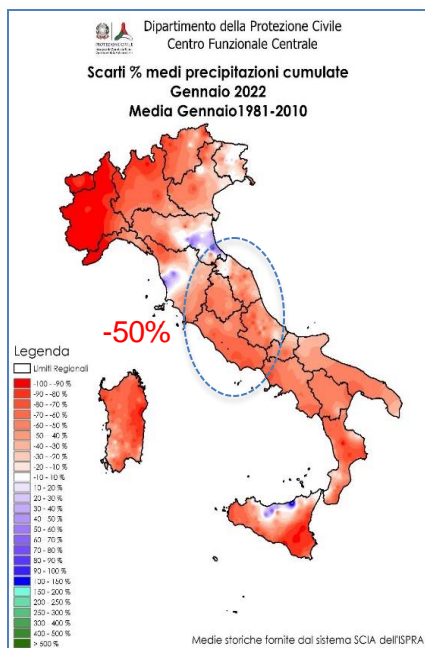 Dipartimento della Protezione Civile
Centro Funzionale Centrale
Scarti % medi precipitazioni cumulate
Gennaio 2022
Media Gennaio1981-2010
-50%
Legenda
Limiti Regionali
-100 - -90 %
-90 - -80 %
-80 - -70 %
-70 - -60 %
-60 - -50 %
50 40 %
-40 - -30 %
-30 - -20 %
-20 - -10 %
-10 - 10 %
10 - 20 %
20 - 30 %
30 - 40 %
40 - 50 %
50 - 60 %
60 - 70 %
70 - 80 %
80 - 90 %
90 - 100 %
100 - 150 %
150 - 200 %
200 - 250 %
250 - 300 %
300 400 %
400 - 500 %
> 500 %
Medie storiche fornite dal sistema SCIA dell'ISPRA